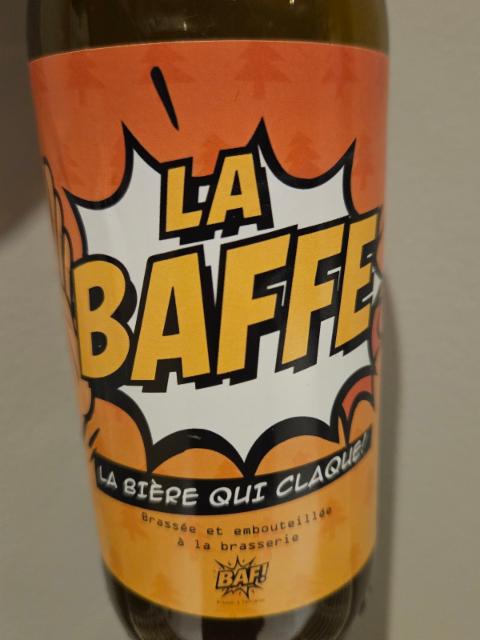 LA
BAFFE
LA BIÈRE QUI CLAQUE!
Brassée et embouteillée
à la brasserie
BAF!